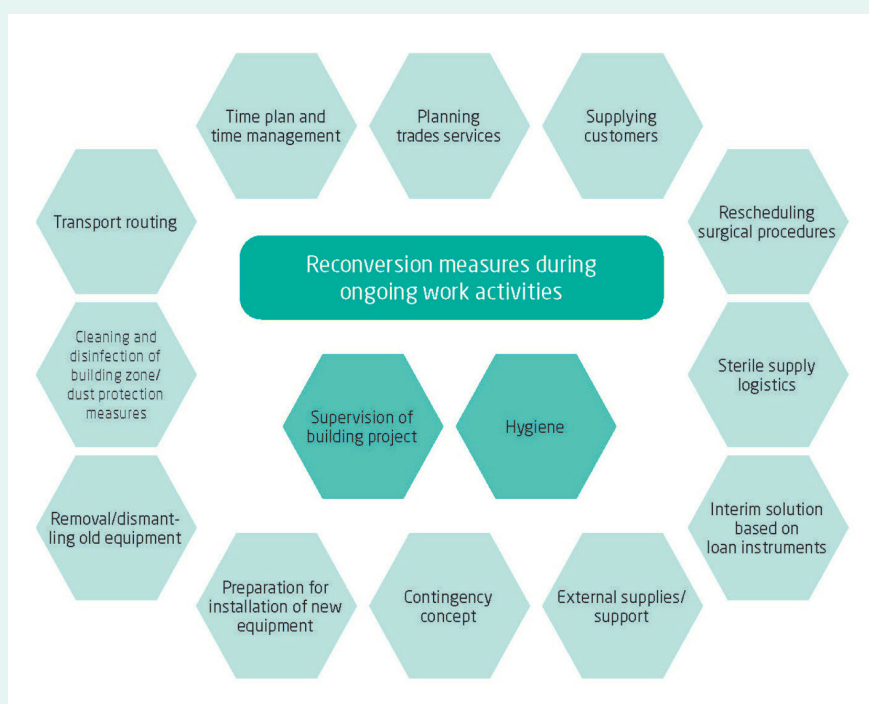 Time plan and
time management
Planning
trades services
Supplying
customers
Transport routing
Rescheduling
surgical procedures
Reconversion measures during
ongoing work activities
Cleaning and
disinfection of
building zone/
dust protection
measures
Sterile supply
logistics
Supervision of
building project
Hygiene
Removal/dismant-
ling old equipment
Interim solution
based on
loan instruments
Preparation for
installation of new
equipment
Contingency
concept
External supplies/
support